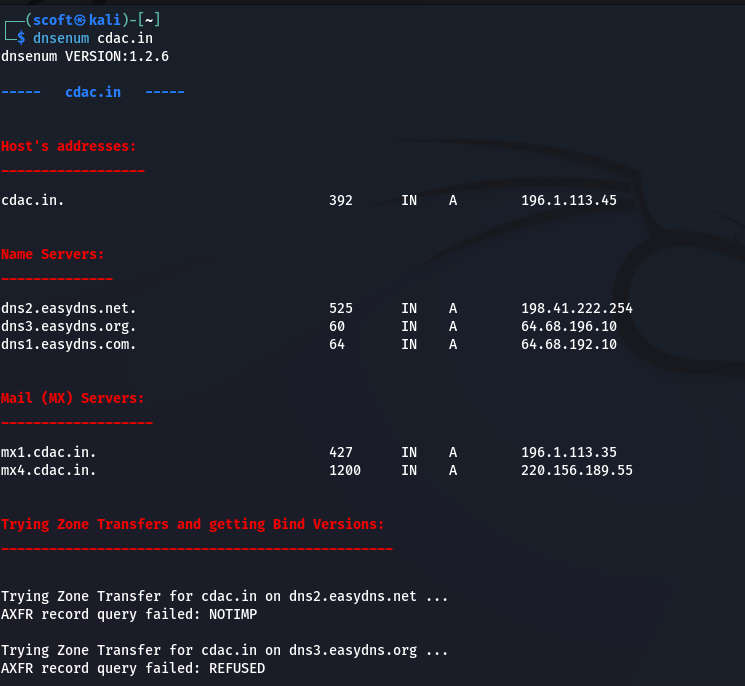 ┌──(scoft㉿kali)-[~]
└─$ dnsenum cdac.in
dnsenum VERSION:1.2.6
-----   cdac.in   -----
Host's addresses:
__________________
cdac.in.                                 392      IN    A        196.1.113.45
Name Servers:
______________
dns2.easydns.net.                        525      IN    A        198.41.222.254
dns3.easydns.org.                        60       IN    A        64.68.196.10
dns1.easydns.com.                        64       IN    A        64.68.192.10
Mail (MX) Servers:
___________________
mx1.cdac.in.                             427      IN    A        196.1.113.35
mx4.cdac.in.                             1200     IN    A        220.156.189.55
Trying Zone Transfers and getting Bind Versions:
_________________________________________________
Trying Zone Transfer for cdac.in on dns2.easydns.net ...
AXFR record query failed: NOTIMP
Trying Zone Transfer for cdac.in on dns3.easydns.org ...
AXFR record query failed: REFUSED